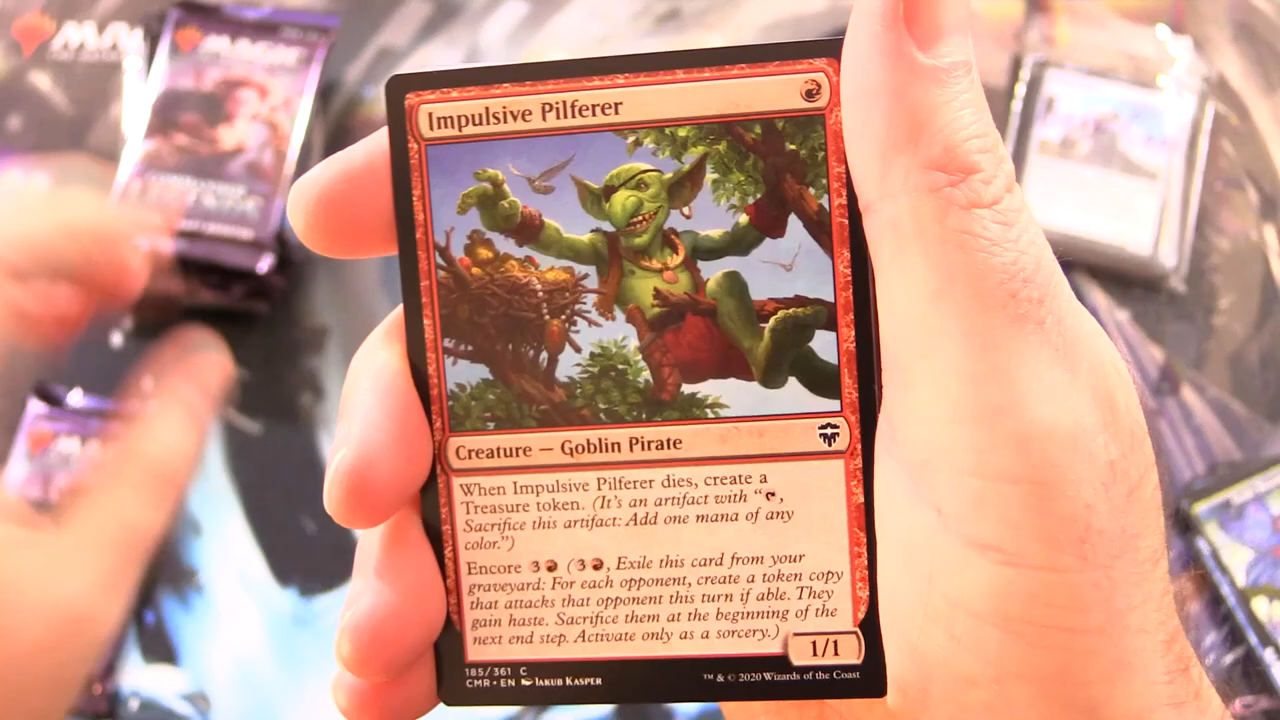 MAGIC
Impulsive Pilferer
Creature — Goblin Pirate
When Impulsive Pilferer dies, create a
Treasure token. (It's an artifact with “,
Sacrifice this artifact: Add one mana of any
color.”)
Encore 3 (3, Exile this card from your
graveyard: For each opponent, create a token copy
that attacks that opponent this turn if able. They
gain haste. Sacrifice them at the beginning of the
next end step. Activate only as a sorcery.)
1/1
185/361 C
CMR • EN Jakub Kasper
™ & © 2020 Wizards of the Coast